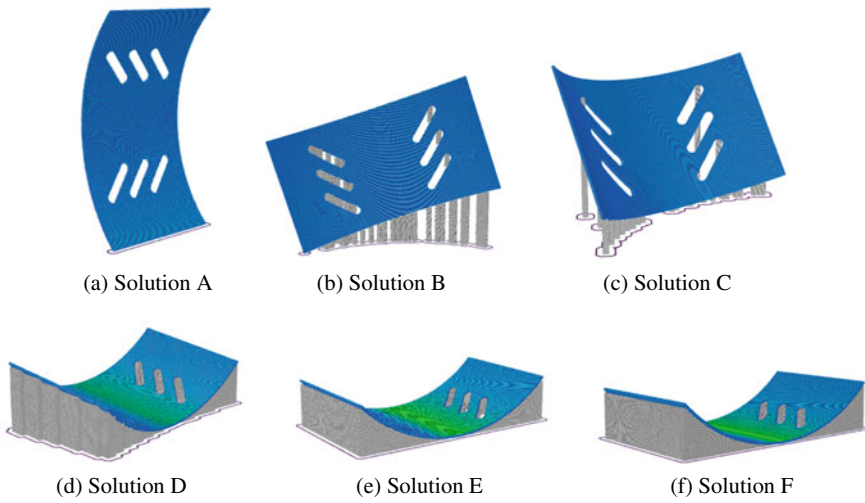 (a) Solution A
(b) Solution B
(c) Solution C
(d) Solution D
(e) Solution E
(f) Solution F